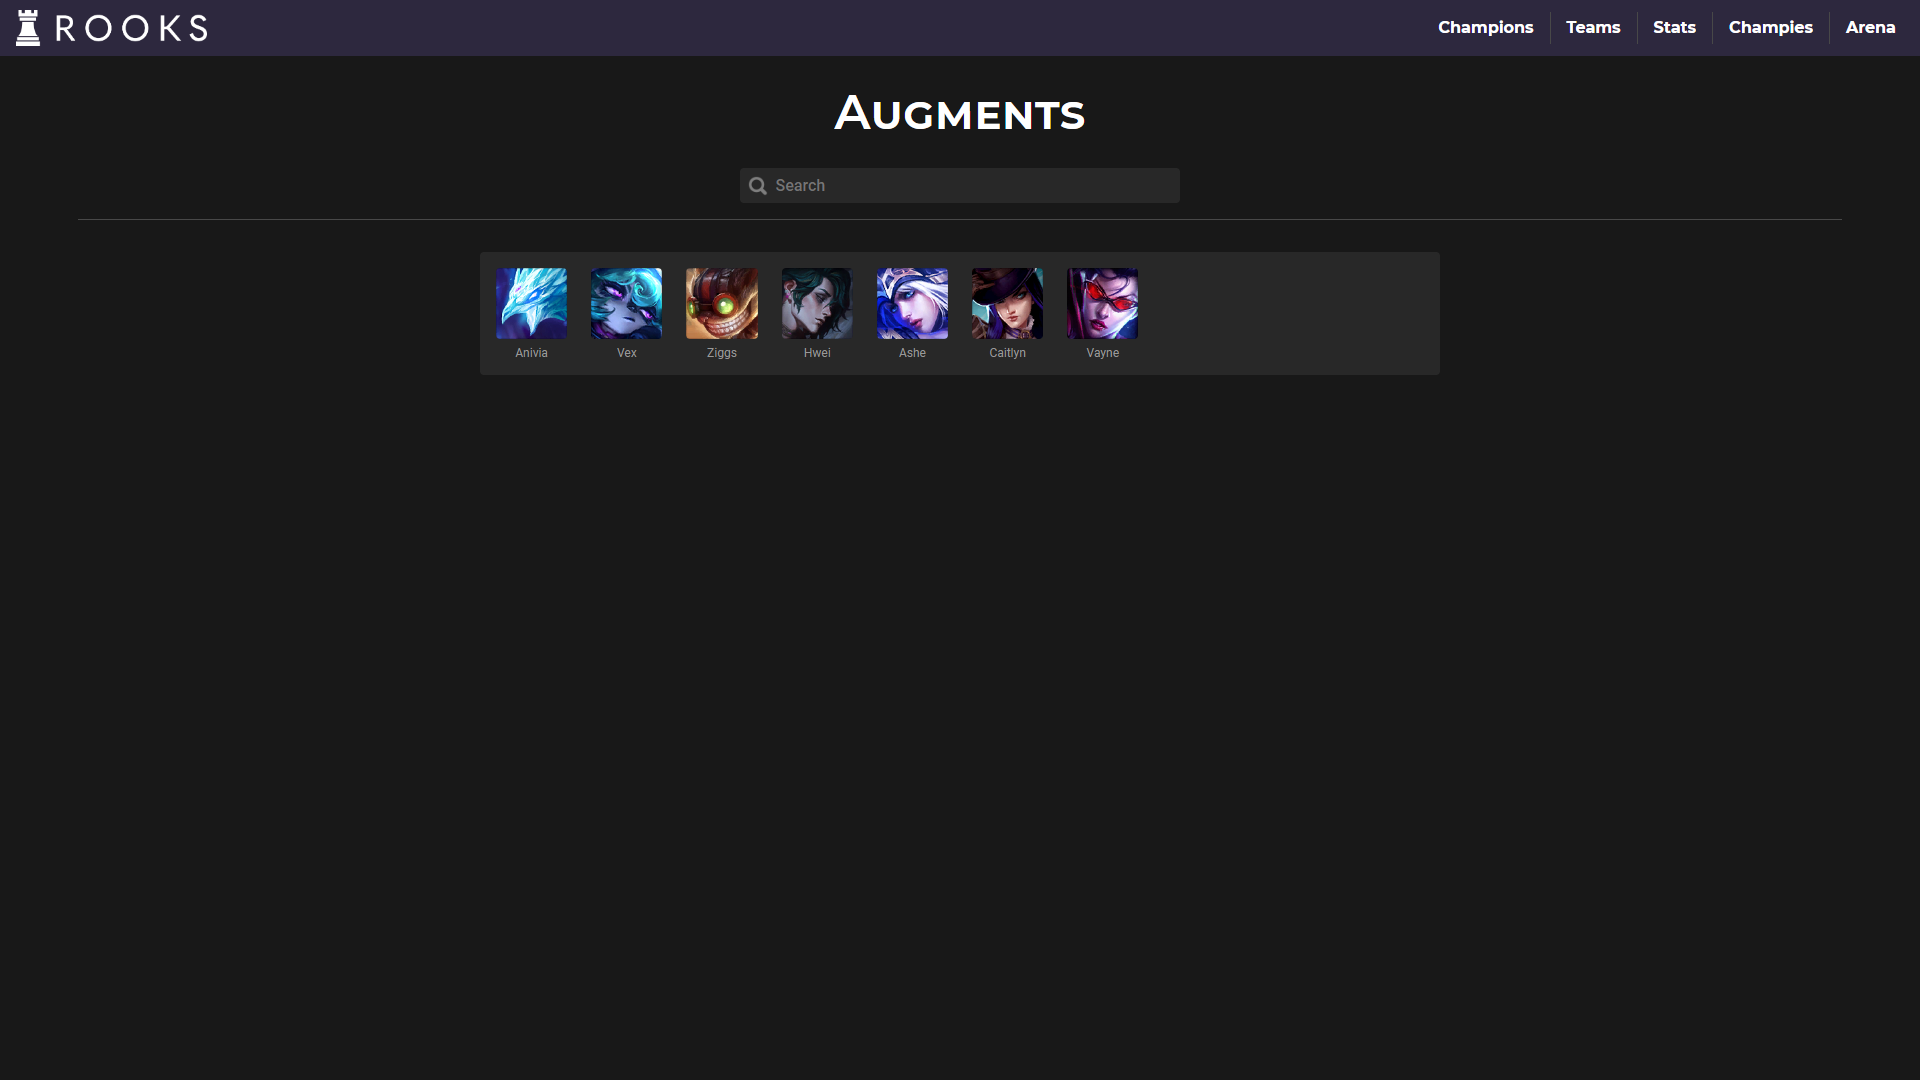 ROOKS
Champions
Teams
Stats
Champies
Arena
Augments
Search
Anivia
Vex
Ziggs
Hwei
Ashe
Caitlyn
Vayne